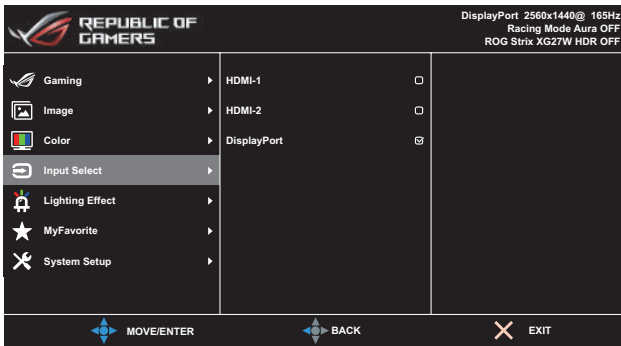 REPUBLIC OF
GAMERS
DisplayPort 2560x1440@ 165Hz
Racing Mode Aura OFF
ROG Strix XG27W HDR OFF
Gaming
Image
Color
Input Select
Lighting Effect
MyFavorite
System Setup
HDMI-1
HDMI-2
DisplayPort
MOVE/ENTER
BACK
EXIT